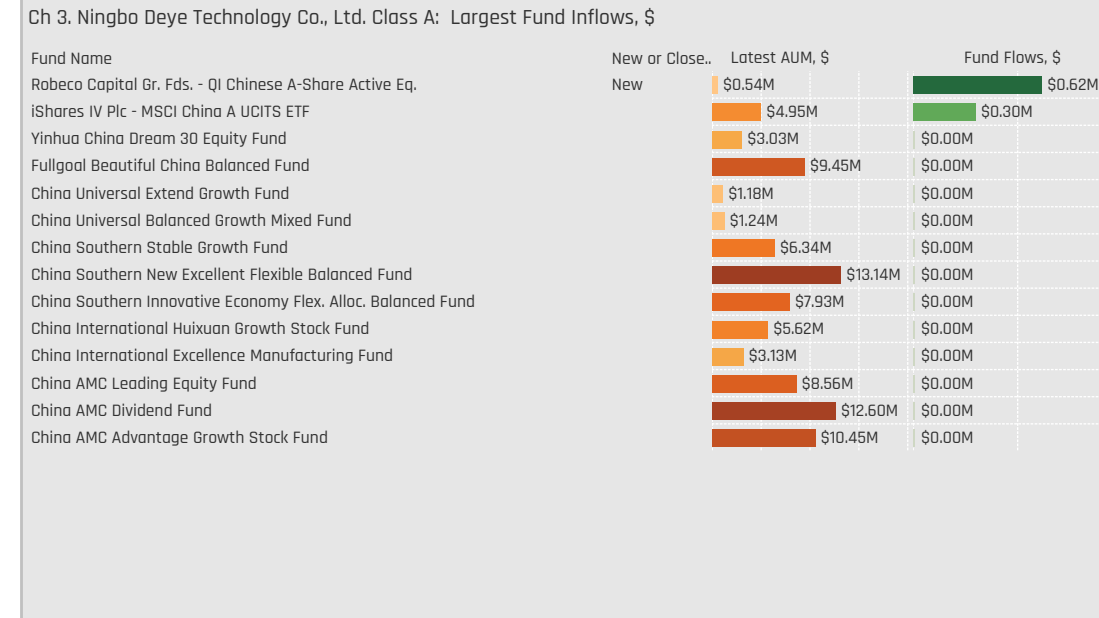 Ch 3. Ningbo Deye Technology Co., Ltd. Class A: Largest Fund Inflows, $
Fund Name New or Close.. Latest AUM, $ Fund Flows, $
Robeco Capital Gr. Fds. - QI Chinese A-Share Active Eq. New $0.54M $0.62M
iShares IV Plc - MSCI China A UCITS ETF $4.95M $0.30M
Yinhua China Dream 30 Equity Fund $3.03M $0.00M
Fullgoal Beautiful China Balanced Fund $9.45M $0.00M
China Universal Extend Growth Fund $1.18M $0.00M
China Universal Balanced Growth Mixed Fund $1.24M $0.00M
China Southern Stable Growth Fund $6.34M $0.00M
China Southern New Excellent Flexible Balanced Fund $13.14M $0.00M
China Southern Innovative Economy Flex. Alloc. Balanced Fund $7.93M $0.00M
China International Huixuan Growth Stock Fund $5.62M $0.00M
China International Excellence Manufacturing Fund $3.13M $0.00M
China AMC Leading Equity Fund $8.56M $0.00M
China AMC Dividend Fund $12.60M $0.00M
China AMC Advantage Growth Stock Fund $10.45M $0.00M